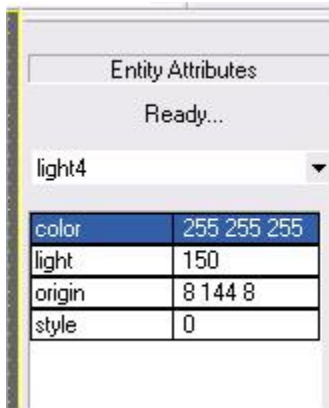 Entity Attributes
Ready...
light4
color 255 255 255
light 150
origin 8 144 8
style 0